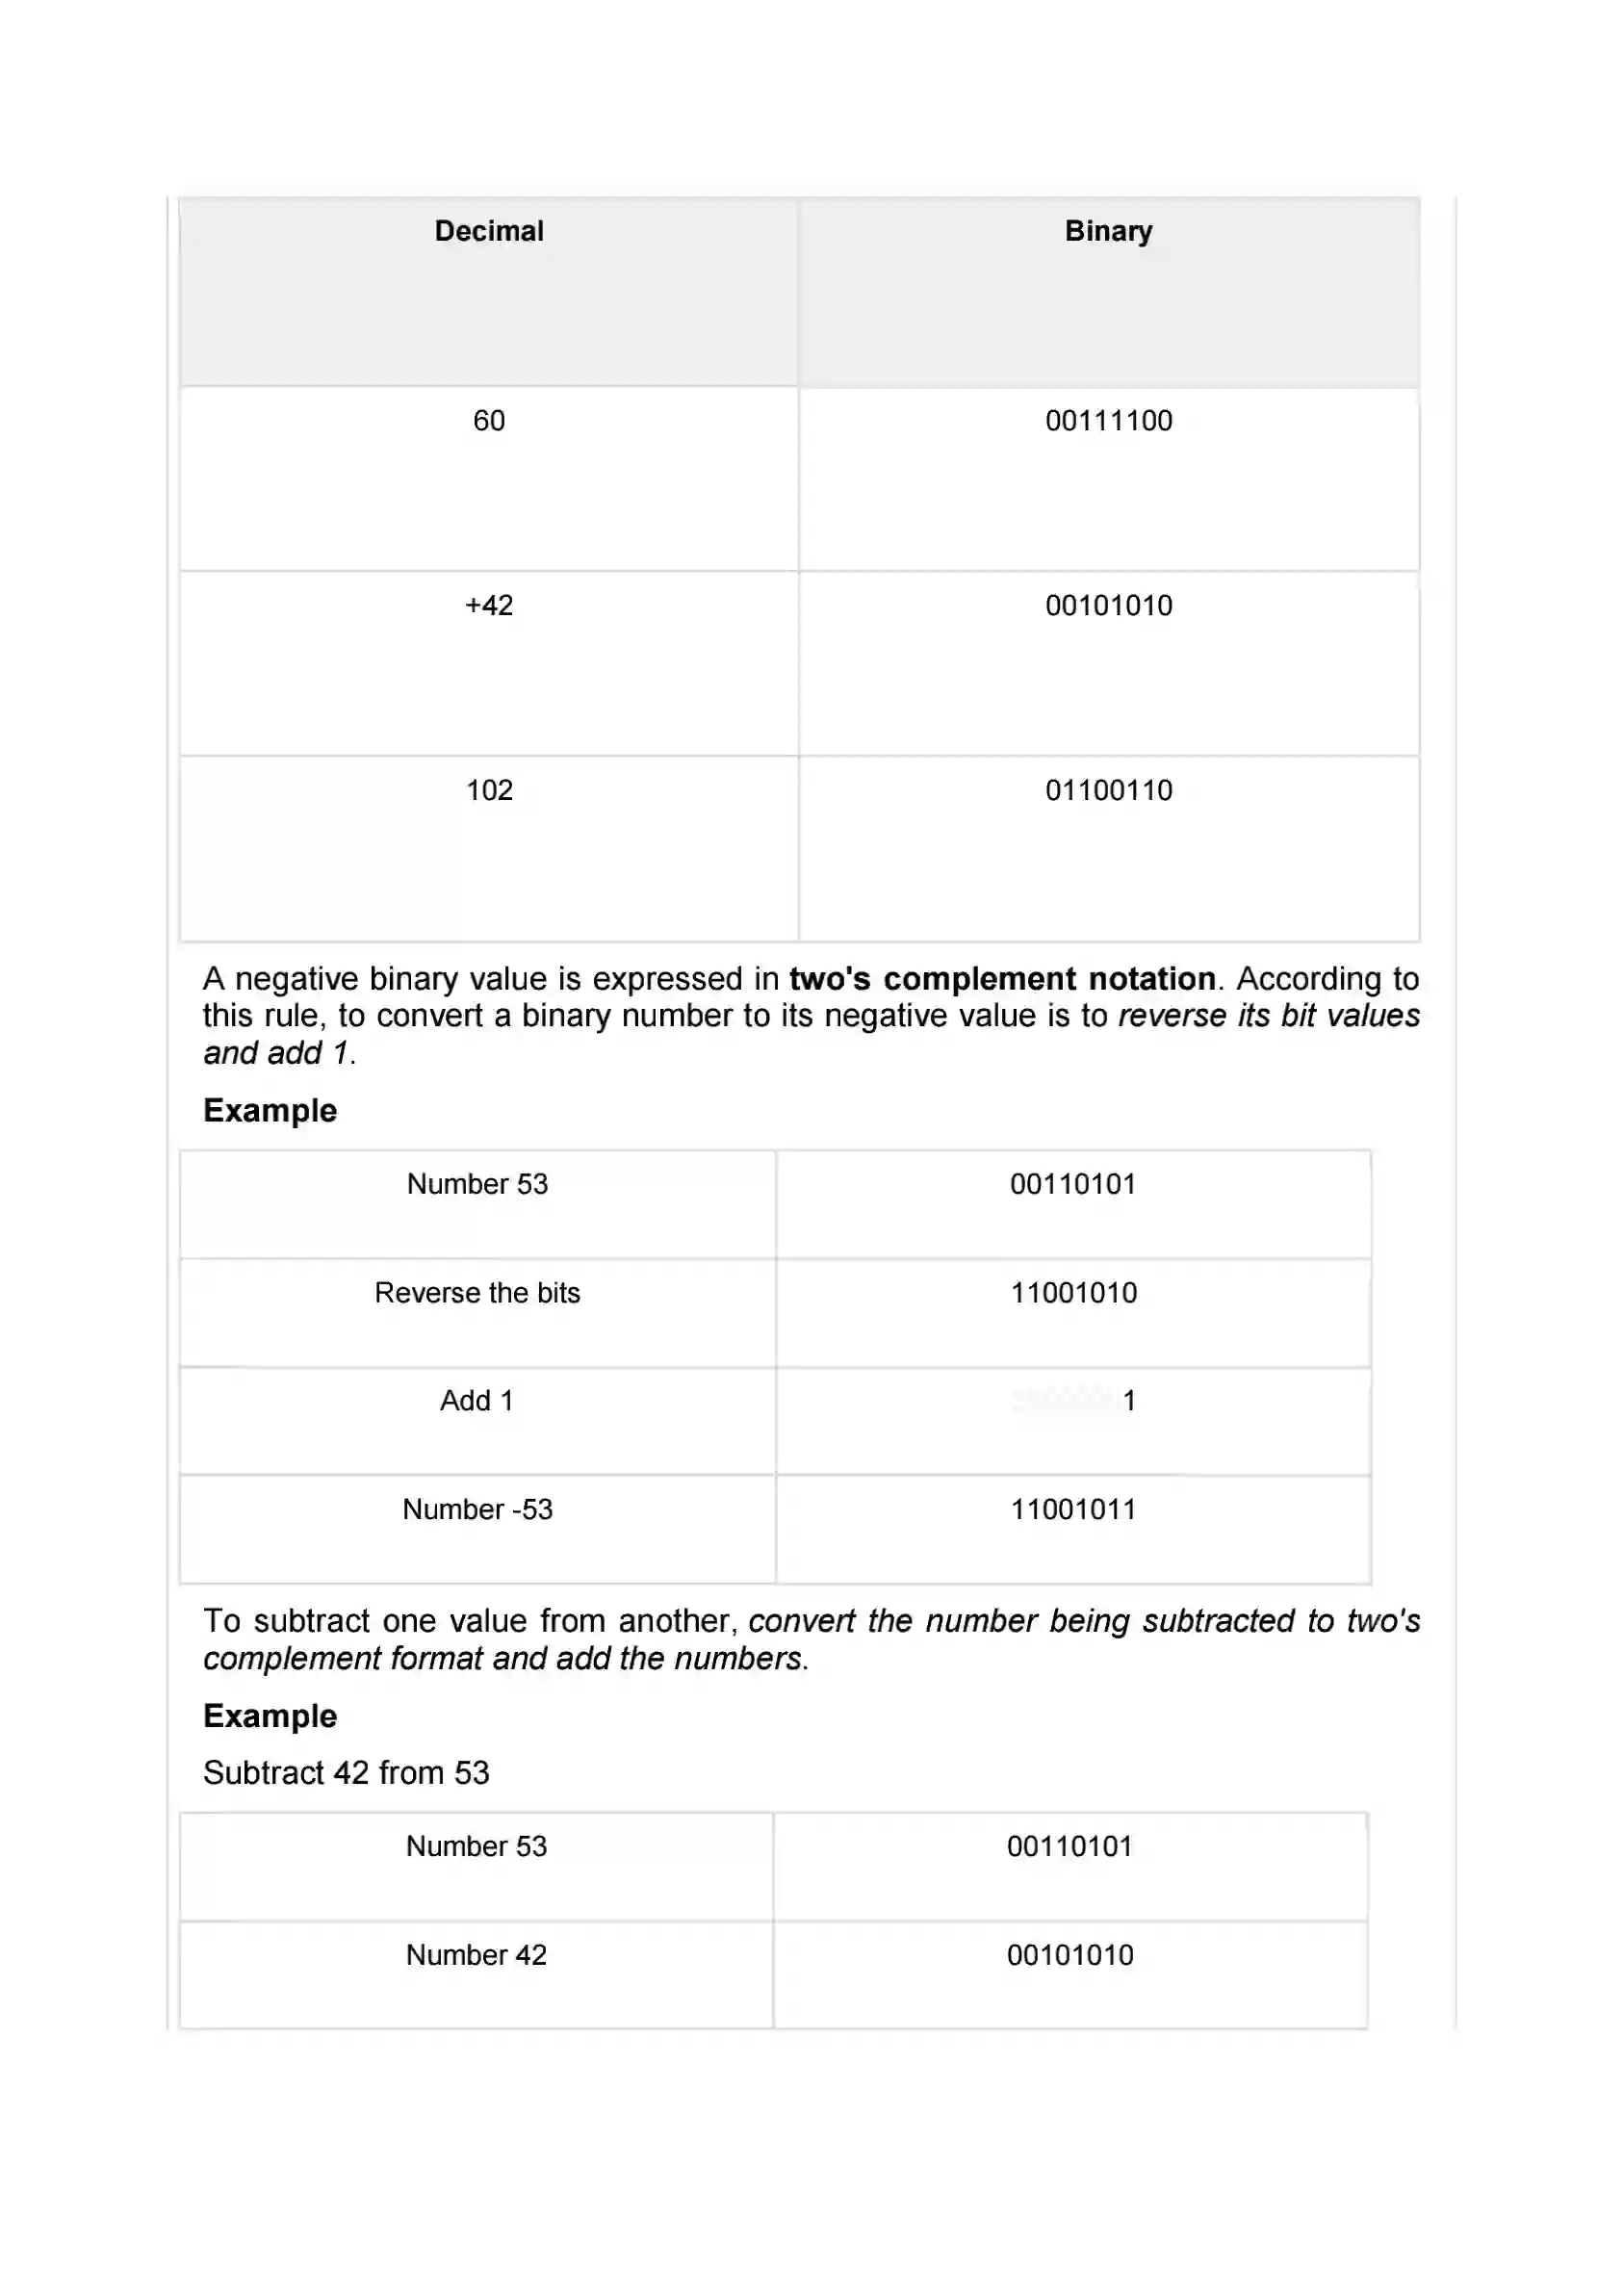 Decimal Binary
60 00111100
+42 00101010
102 01100110
A negative binary value is expressed in two's complement notation. According to
this rule, to convert a binary number to its negative value is to reverse its bit values
and add 1.
Example
Number 53 00110101
Reverse the bits 11001010
Add 1 1
Number -53 11001011
To subtract one value from another, convert the number being subtracted to two's
complement format and add the numbers.
Example
Subtract 42 from 53
Number 53 00110101
Number 42 00101010